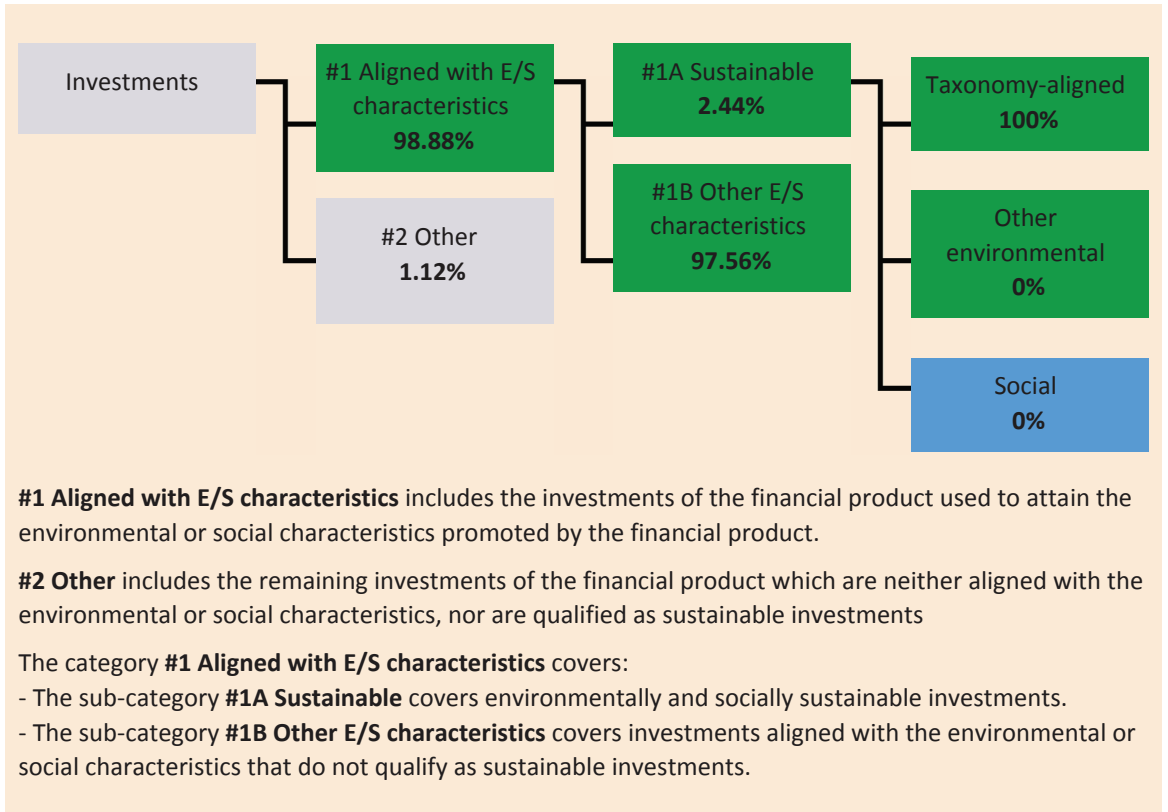 Investments
#1 Aligned with E/S
characteristics
98.88%
#2 Other
1.12%
#1A Sustainable
2.44%
#1B Other E/S
characteristics
97.56%
Taxonomy-aligned
100%
Other
environmental
0%
Social
0%
#1 Aligned with E/S characteristics includes the investments of the financial product used to attain the
environmental or social characteristics promoted by the financial product.
#2 Other includes the remaining investments of the financial product which are neither aligned with the
environmental or social characteristics, nor are qualified as sustainable investments
The category #1 Aligned with E/S characteristics covers:
- The sub-category #1A Sustainable covers environmentally and socially sustainable investments.
- The sub-category #1B Other E/S characteristics covers investments aligned with the environmental or
social characteristics that do not qualify as sustainable investments.